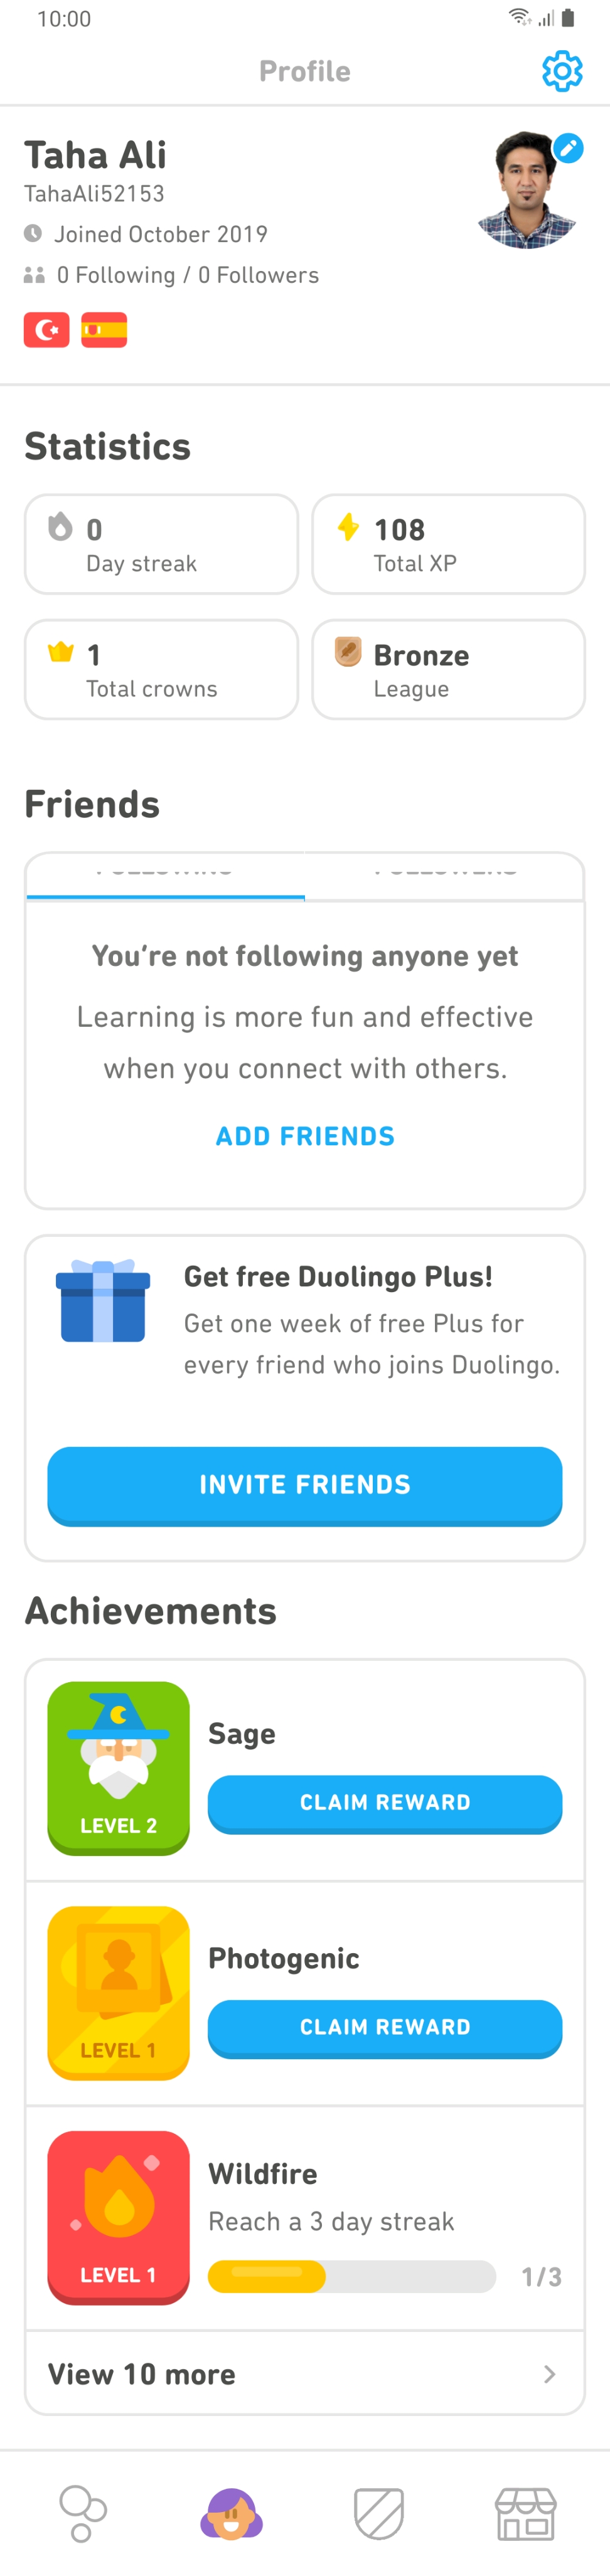 10:00
Profile
Taha Ali
TahaAli52153
Joined October 2019
0 Following / 0 Followers
Statistics
0
Day streak
108
Total XP
1
Total crowns
Bronze
League
Friends
You're not following anyone yet
Learning is more fun and effective
when you connect with others.
ADD FRIENDS
Get free Duolingo Plus!
Get one week of free Plus for
every friend who joins Duolingo.
INVITE FRIENDS
Achievements
LEVEL 2
Sage
CLAIM REWARD
LEVEL 1
Photogenic
CLAIM REWARD
LEVEL 1
Wildfire
Reach a 3 day streak
1/3
View 10 more